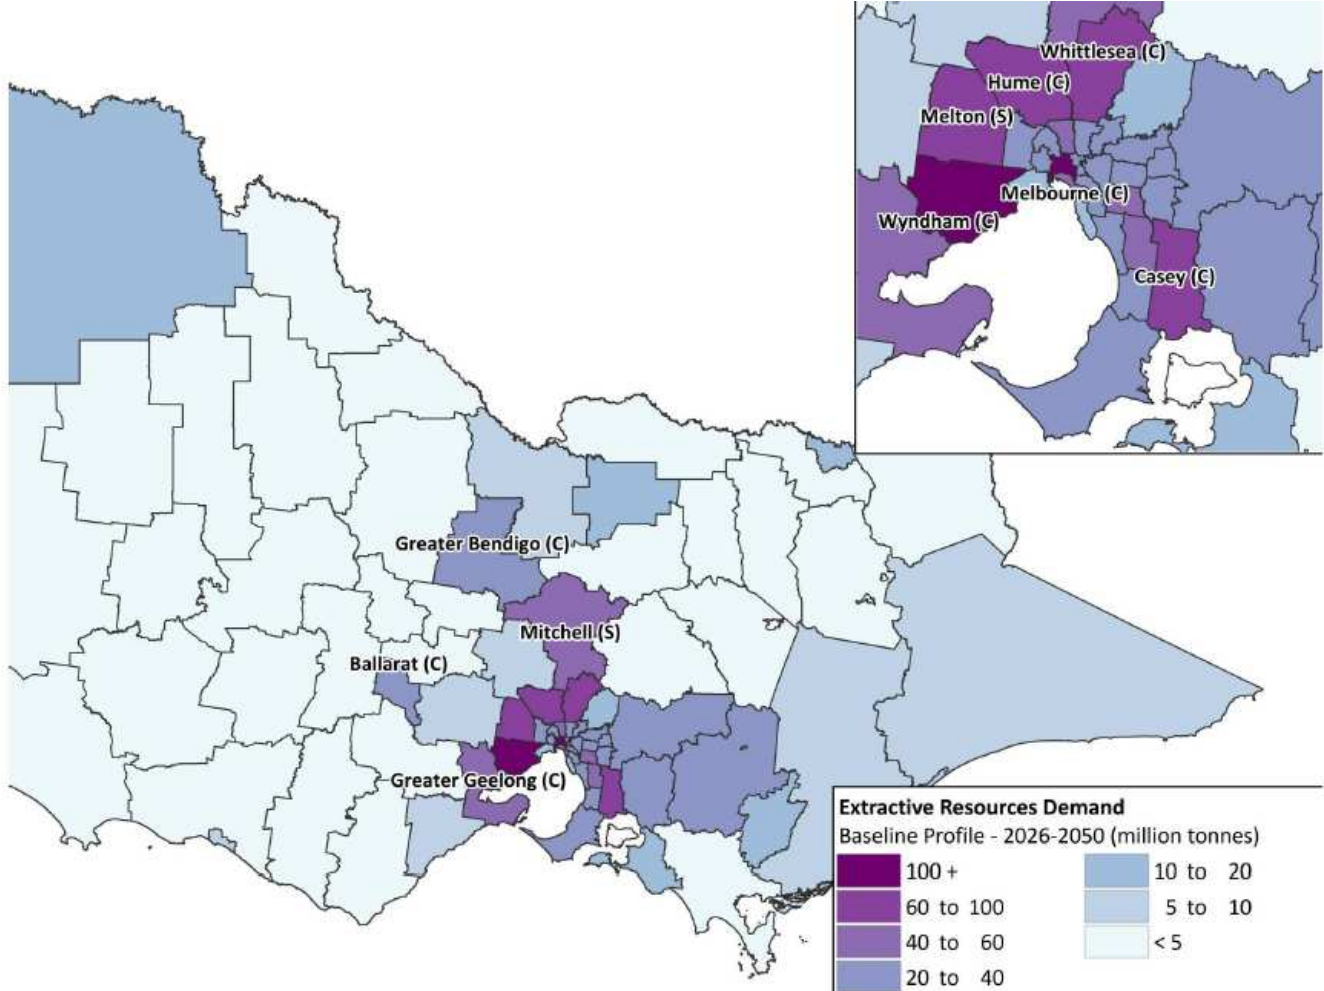 Whittlesea (C)
Hume (C)
Melton (S)
Melbourne (C)
Wyndham (C)
Casey (C)
Greater Bendigo (C)
Mitchell (S)
Ballarat (C)
Greater Geelong (C)
Extractive Resources Demand
Baseline Profile - 2026-2050 (million tonnes)
100 +
60 to 100
40 to 60
20 to 40
10 to 20
5 to 10
< 5